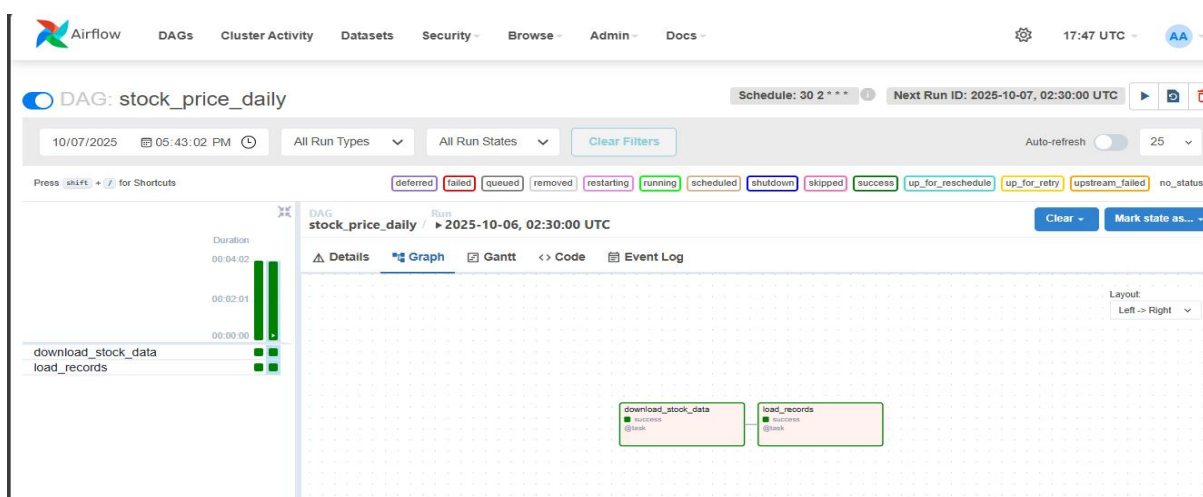 Airflow DAGs Cluster Activity Datasets Security Browse Admin Docs 17:47 UTC AA
DAG: stock_price_daily Schedule: 30 2 * * * Next Run ID: 2025-10-07, 02:30:00 UTC
10/07/2025 05:43:02 PM All Run Types All Run States Clear Filters Auto-refresh 25
Press shift + / for Shortcuts deferred failed queued removed restarting running scheduled shutdown skipped success up_for_reschedule up_for_retry upstream_failed no_status
DAG Run
stock_price_daily / 2025-10-06, 02:30:00 UTC Clear Mark state as...
Duration
00:04:02
00:02:01
00:00:00
Details Graph Gantt <> Code Event Log
Layout:
Left -> Right
download_stock_data
load_records
download_stock_data
success
@task
load_records
success
@task